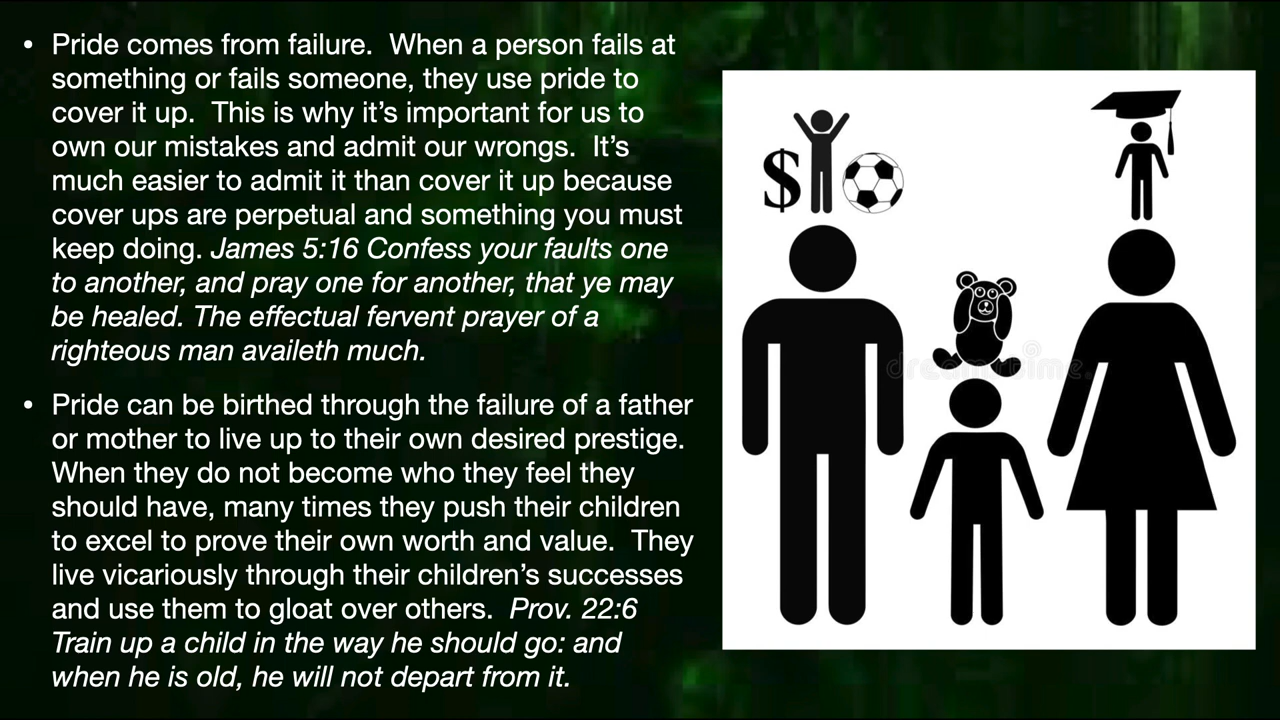 • Pride comes from failure.  When a person fails at
something or fails someone, they use pride to
cover it up.  This is why it’s important for us to
own our mistakes and admit our wrongs.  It’s
much easier to admit it than cover it up because
cover ups are perpetual and something you must
keep doing. James 5:16 Confess your faults one
to another, and pray one for another, that ye may
be healed. The effectual fervent prayer of a
righteous man availeth much.
• Pride can be birthed through the failure of a father
or mother to live up to their own desired prestige.
When they do not become who they feel they
should have, many times they push their children
to excel to prove their own worth and value.  They
live vicariously through their children’s successes
and use them to gloat over others.  Prov. 22:6
Train up a child in the way he should go: and
when he is old, he will not depart from it.
$
dreamstime.